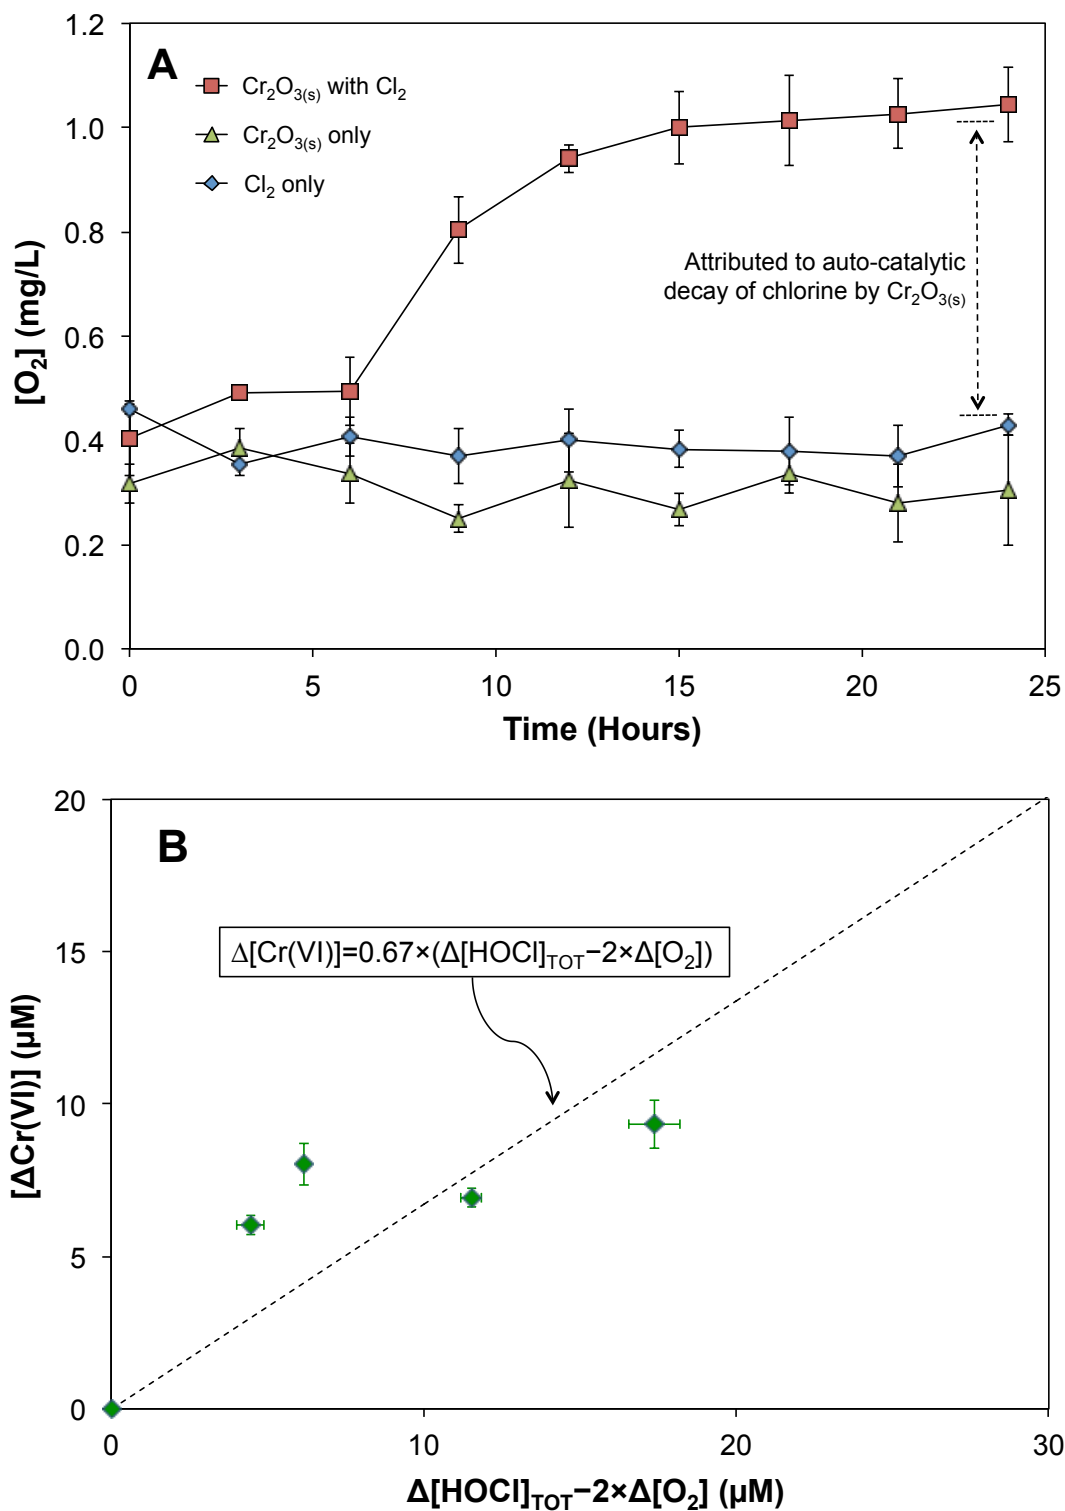 A
Cr₂O₃₍ₛ₎ with Cl₂
Cr₂O₃₍ₛ₎ only
Cl₂ only
Attributed to auto-catalytic
decay of chlorine by Cr₂O₃₍ₛ₎
[O₂] (mg/L)
1.2
1.0
0.8
0.6
0.4
0.2
0.0
0 5 10 15 20 25
Time (Hours)
B
Δ[Cr(VI)]=0.67×(Δ[HOCl]TOT−2×Δ[O₂])
[ΔCr(VI)] (μM)
20
15
10
5
0
0 10 20 30
Δ[HOCl]TOT−2×Δ[O₂] (μM)